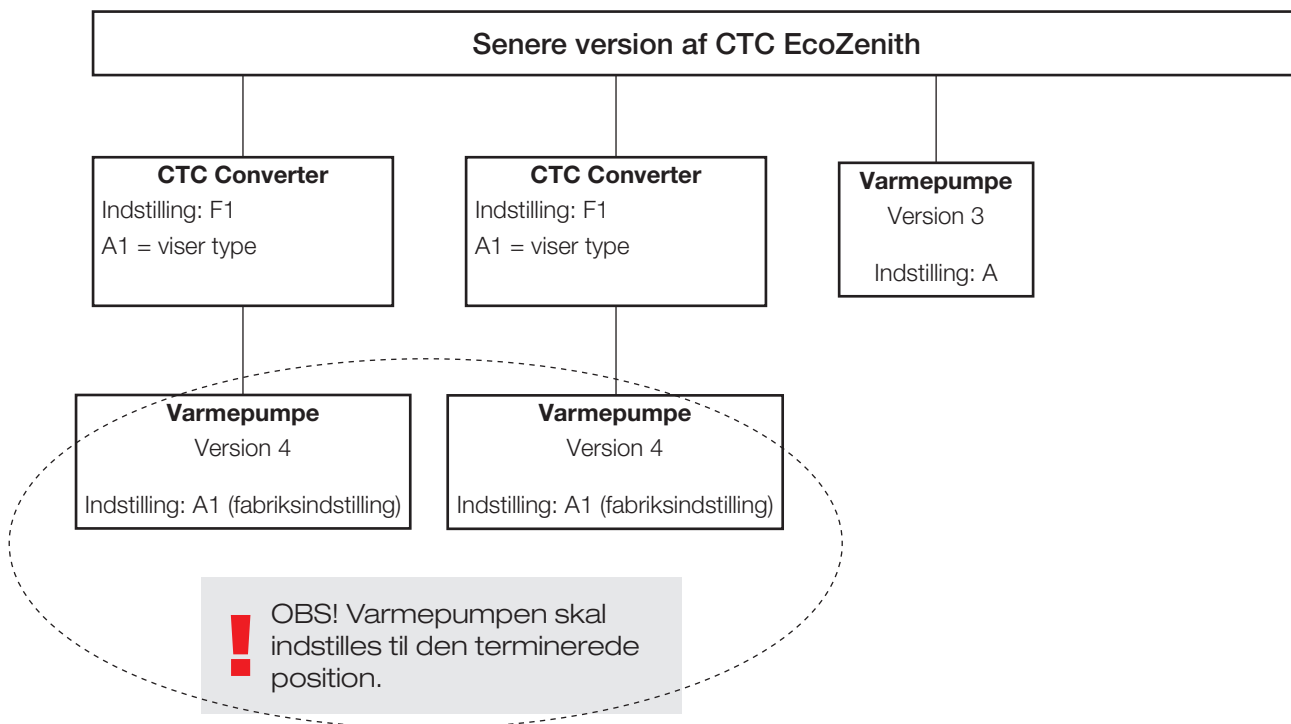 Senere version af CTC EcoZenith
CTC Converter
Indstilling: F1
A1 = viser type
CTC Converter
Indstilling: F1
A1 = viser type
Varmepumpe
Version 3
Indstilling: A
Varmepumpe
Version 4
Indstilling: A1 (fabriksindstilling)
Varmepumpe
Version 4
Indstilling: A1 (fabriksindstilling)
! OBS! Varmepumpen skal
indstilles til den terminerede
position.